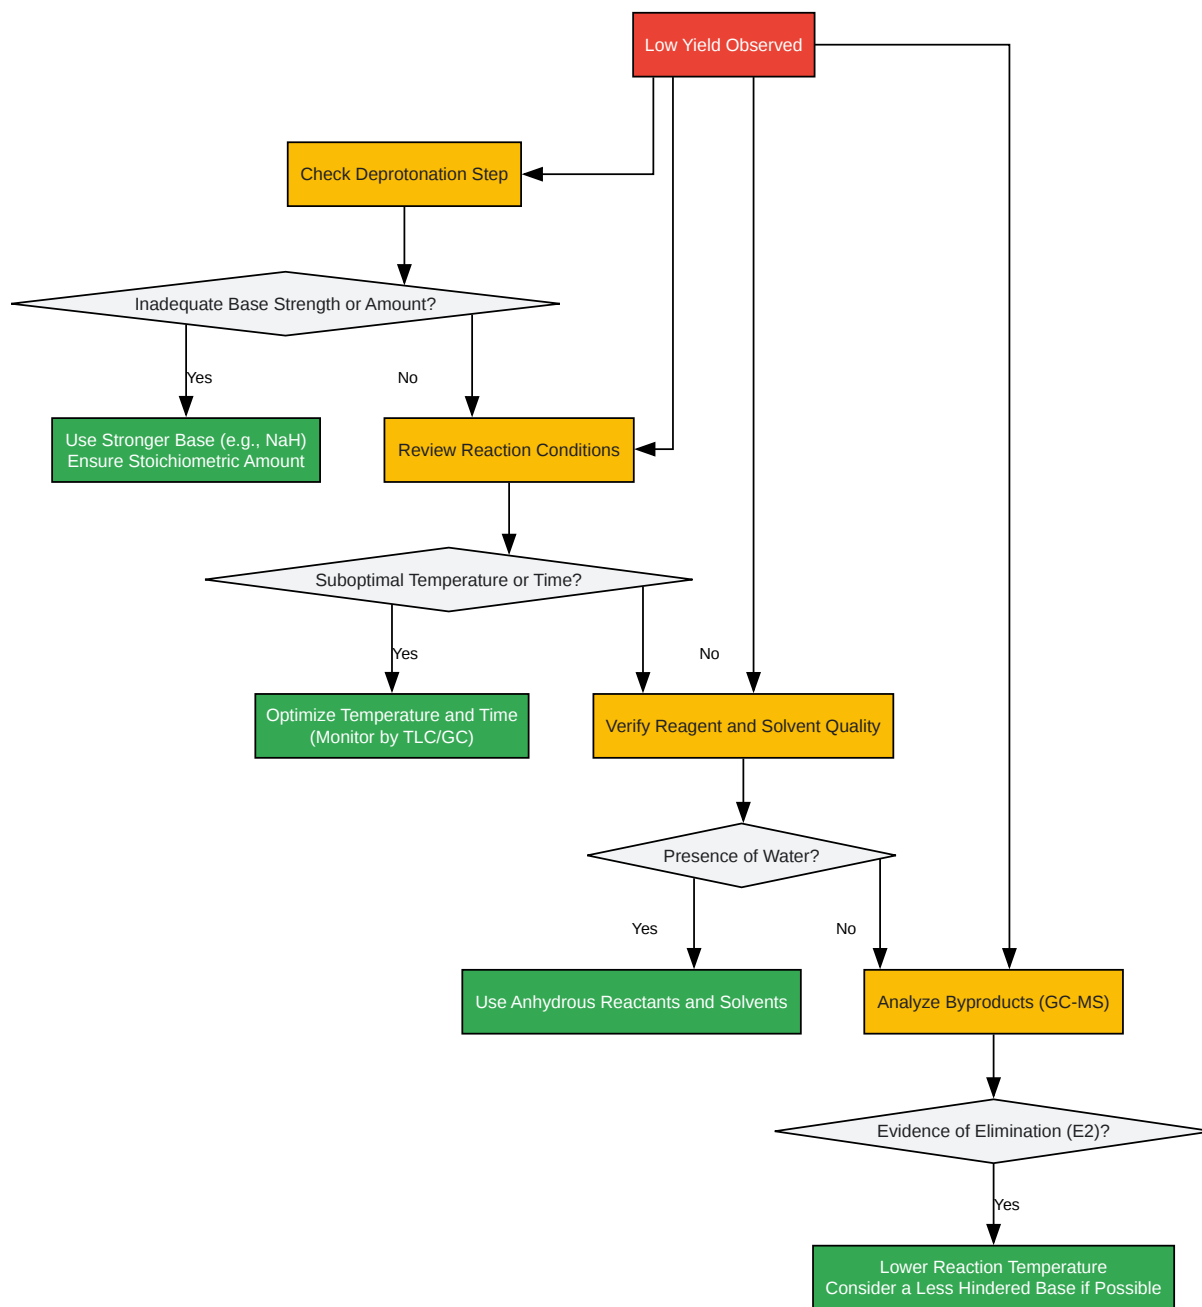 Low Yield Observed
Check Deprotonation Step
Inadequate Base Strength or Amount?
Yes
No
Use Stronger Base (e.g., NaH)
Ensure Stoichiometric Amount
Review Reaction Conditions
Suboptimal Temperature or Time?
Yes
No
Optimize Temperature and Time
(Monitor by TLC/GC)
Verify Reagent and Solvent Quality
Presence of Water?
Yes
No
Use Anhydrous Reactants and Solvents
Analyze Byproducts (GC-MS)
Evidence of Elimination (E2)?
Yes
Lower Reaction Temperature
Consider a Less Hindered Base if Possible